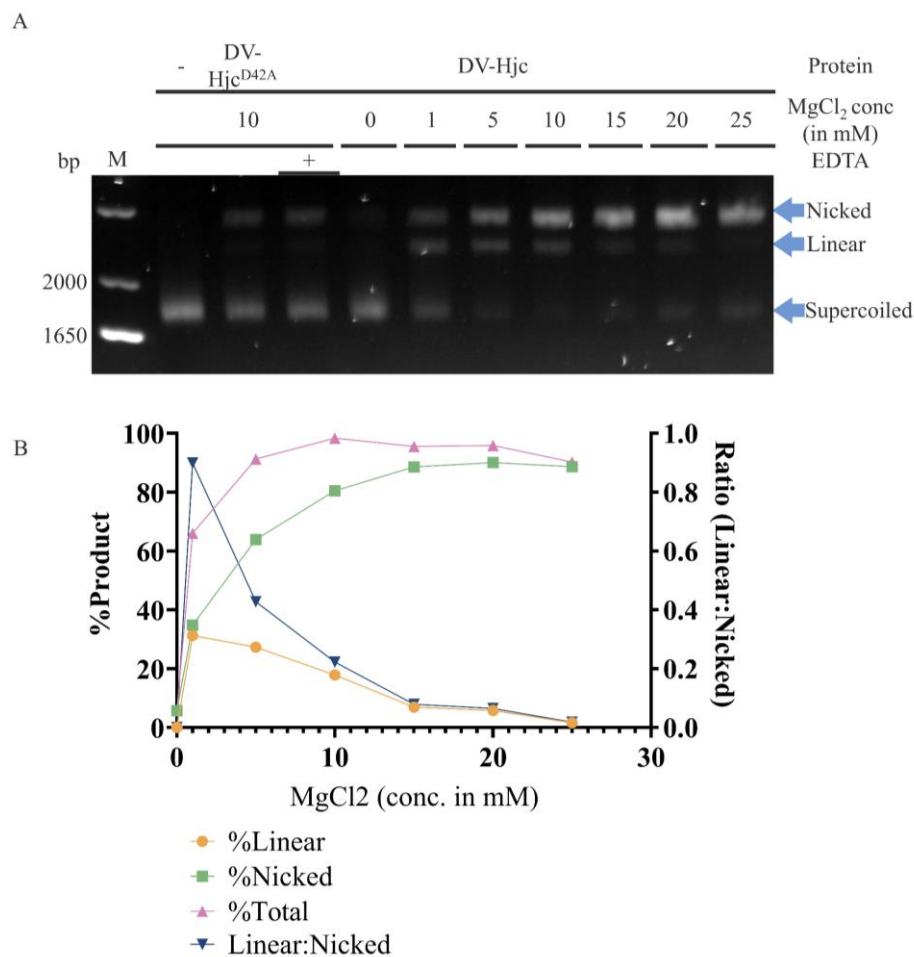 A
- DV- DV-Hjc Protein
Hjc^D42A
10 0 1 5 10 15 20 25 MgCl₂ conc
(in mM)
bp M + EDTA
Nicked
Linear
2000
Supercoiled
1650
B
100 1.0
80 0.8
60 0.6
40 0.4
20 0.2
0 0.0
%Product
Ratio (Linear:Nicked)
0 10 20 30
MgCl2 (conc. in mM)
%Linear
%Nicked
%Total
Linear:Nicked